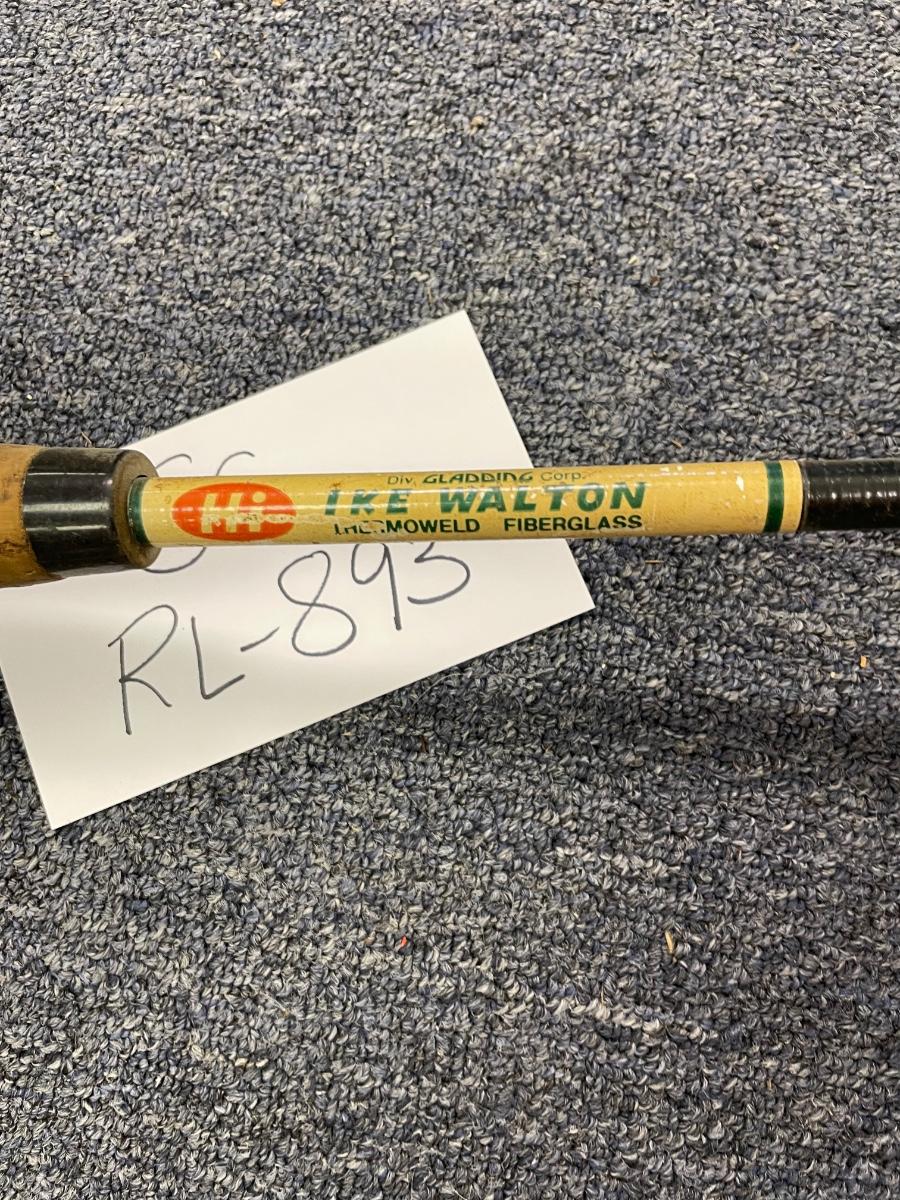 Div. GLADDING Corp.
Hi
IKE WALTON
THERMOWELD FIBERGLASS
RL-893